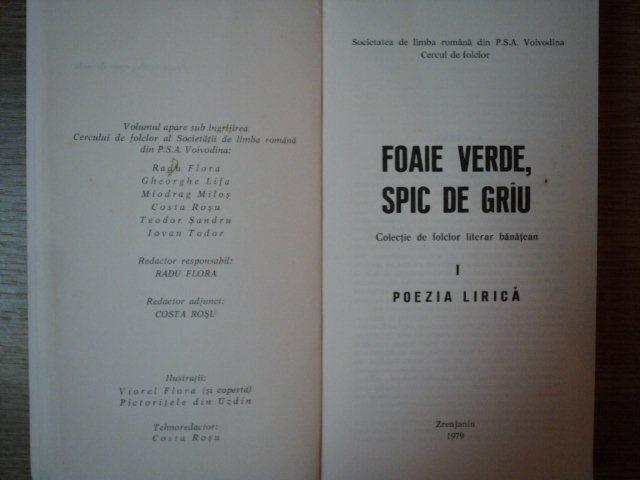 Volumul apare sub îngrijirea
Cercului de folclor al Societății de limba română
din P.S.A. Voivodina:
Radu Flora
Gheorghe Lifa
Miodrag Miloș
Costa Roșu
Teodor Șandru
Iovan Todor
Redactor responsabil:
RADU FLORA
Redactor adjunct:
COSTA ROȘU
Ilustrații:
Viorel Flora (și coperta)
Pictorițele din Uzdin
Tehnoredactor:
Costa Roșu
Societatea de limba română din P.S.A. Voivodina
Cercul de folclor
FOAIE VERDE,
SPIC DE GRÎU
Colecție de folclor literar bănățean
I
POEZIA LIRICĂ
Zrenjanin
1979